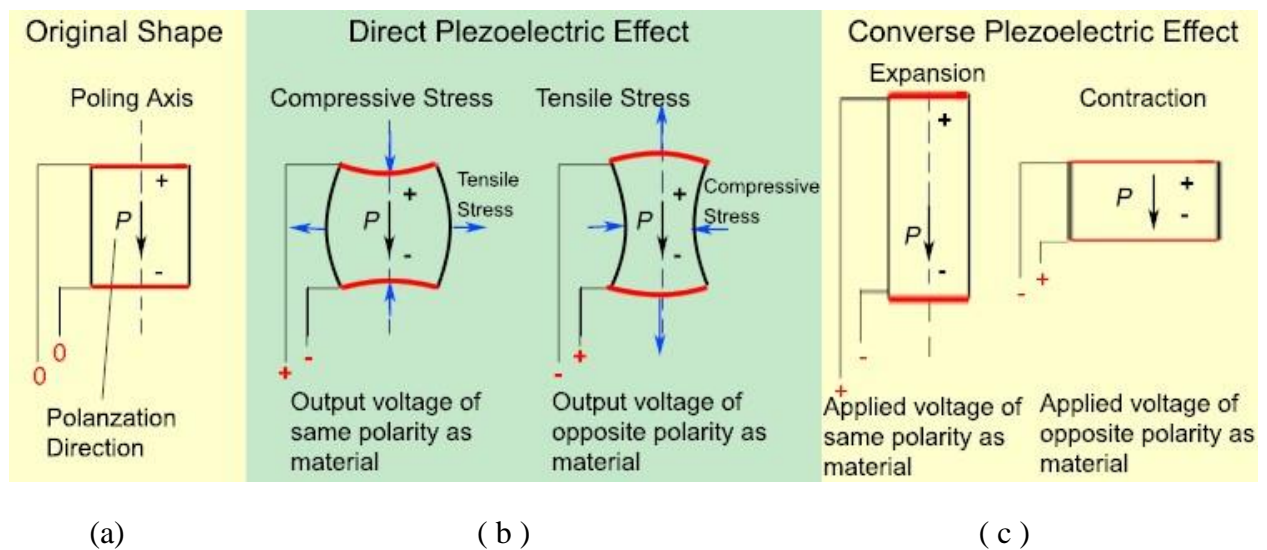 Original Shape
Poling Axis
+
P
-
0
0
Polanzation
Direction
Direct Plezoelectric Effect
Compressive Stress
Tensile
Stress
+
P
-
-
+
Output voltage of
same polarity as
material
Tensile Stress
Compressive
Stress
+
P
-
+
-
Output voltage of
opposite polarity as
material
Converse Plezoelectric Effect
Expansion
+
P
-
-
+
Applied voltage of
same polarity as
material
Contraction
+
P
-
+
-
Applied voltage of
opposite polarity as
material
(a)
( b )
( c )